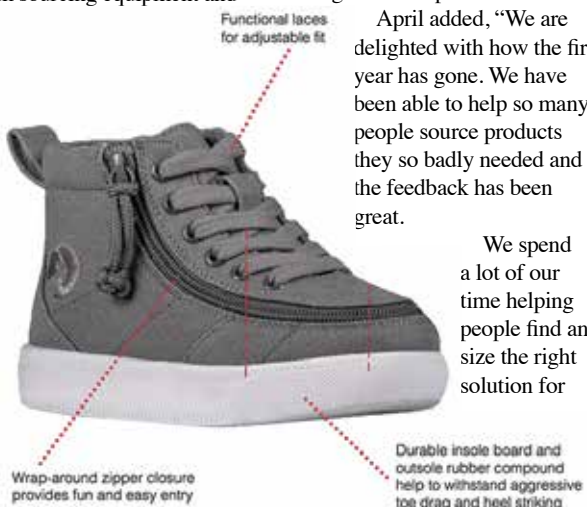 sourcing equipment and
Functional laces
for adjustable fit
April added, “We are
delighted with how the
year has gone. We have
been able to help so many
people source products
they so badly needed and
the feedback has been
great.
We spend
a lot of our
time helping
people find
size the right
solution for
Wrap-around zipper closure
provides fun and easy entry
Durable insole board and
outsole rubber compound
help to withstand aggressive
toe drag and heel striking